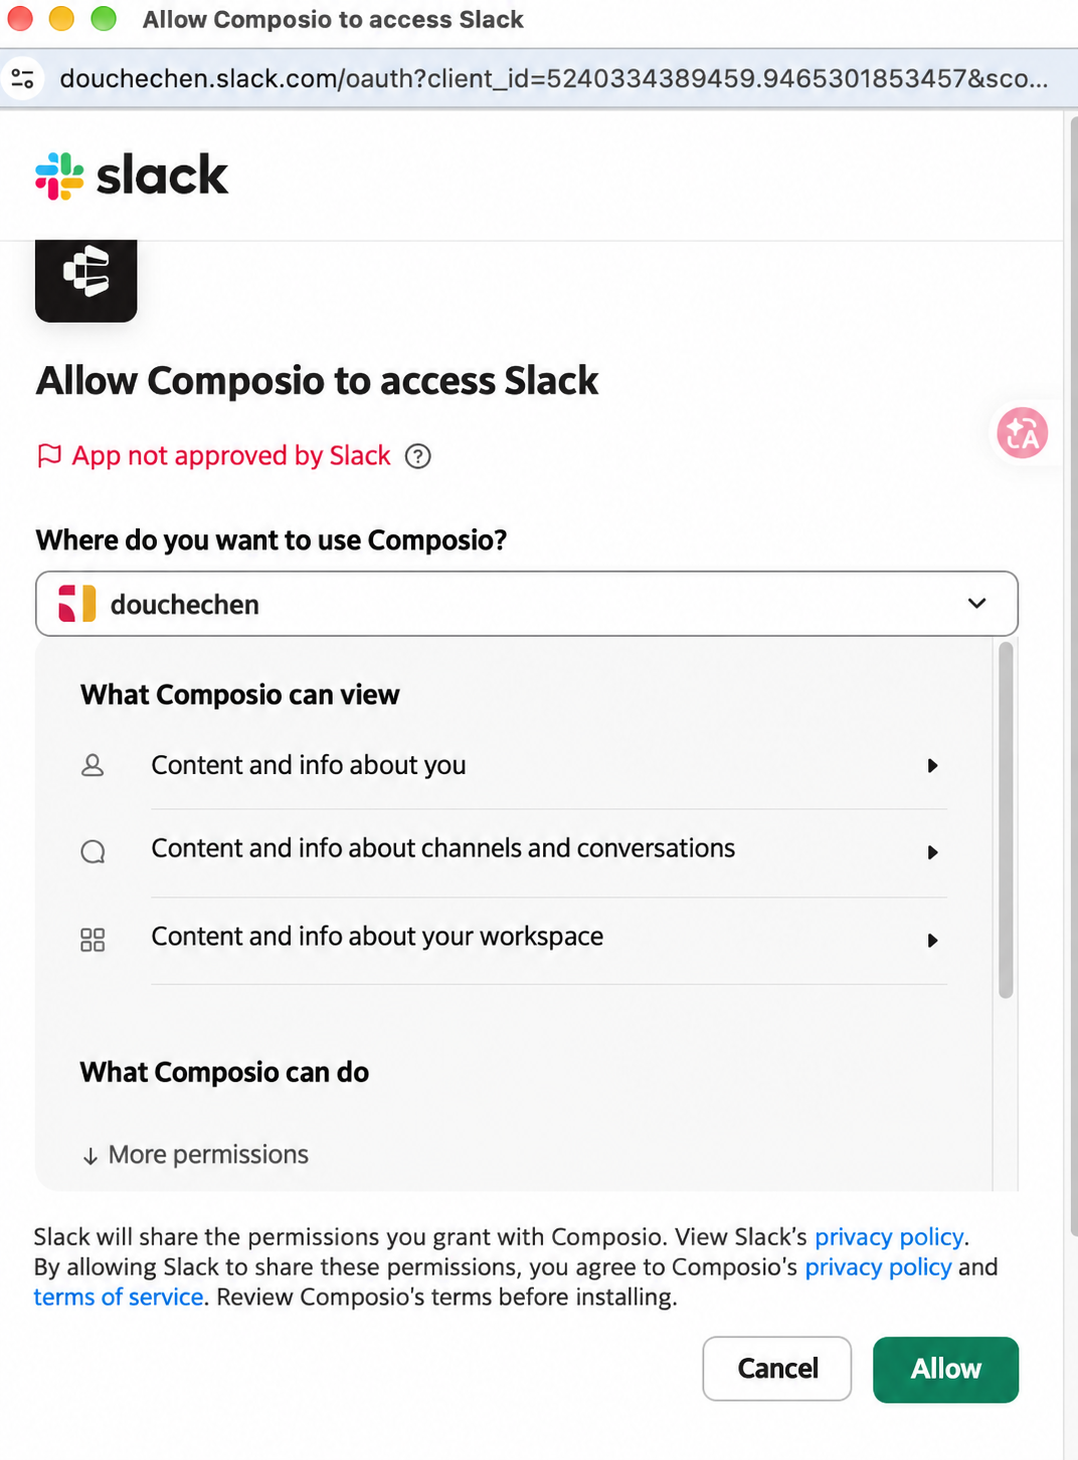 Allow Composio to access Slack
douchechen.slack.com/oauth?client_id=5240334389459.9465301853457&sco...
slack
Allow Composio to access Slack
App not approved by Slack ?
Where do you want to use Composio?
douchechen
What Composio can view
Content and info about you
Content and info about channels and conversations
Content and info about your workspace
What Composio can do
↓ More permissions
Slack will share the permissions you grant with Composio. View Slack's privacy policy.
By allowing Slack to share these permissions, you agree to Composio's privacy policy and
terms of service. Review Composio's terms before installing.
Cancel
Allow